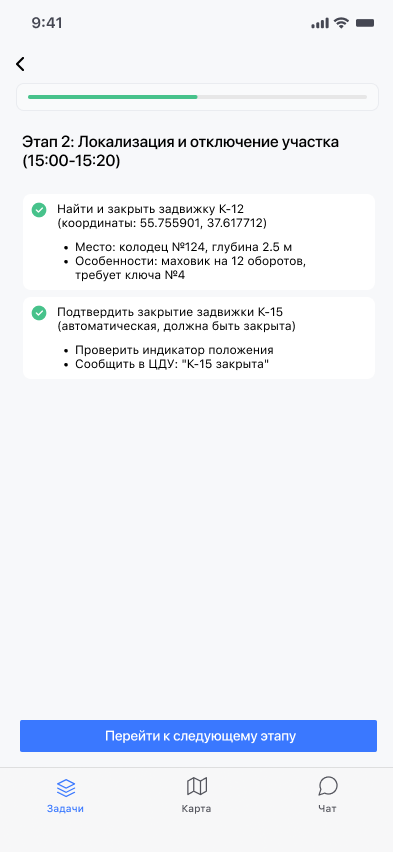 9:41
Этап 2: Локализация и отключение участка
(15:00-15:20)
Найти и закрыть задвижку К-12
(координаты: 55.755901, 37.617712)
• Место: колодец №124, глубина 2.5 м
• Особенности: маховик на 12 оборотов,
требует ключа №4
Подтвердить закрытие задвижки К-15
(автоматическая, должна быть закрыта)
• Проверить индикатор положения
• Сообщить в ЦДУ: "К-15 закрыта"
Перейти к следующему этапу
Задачи
Карта
Чат